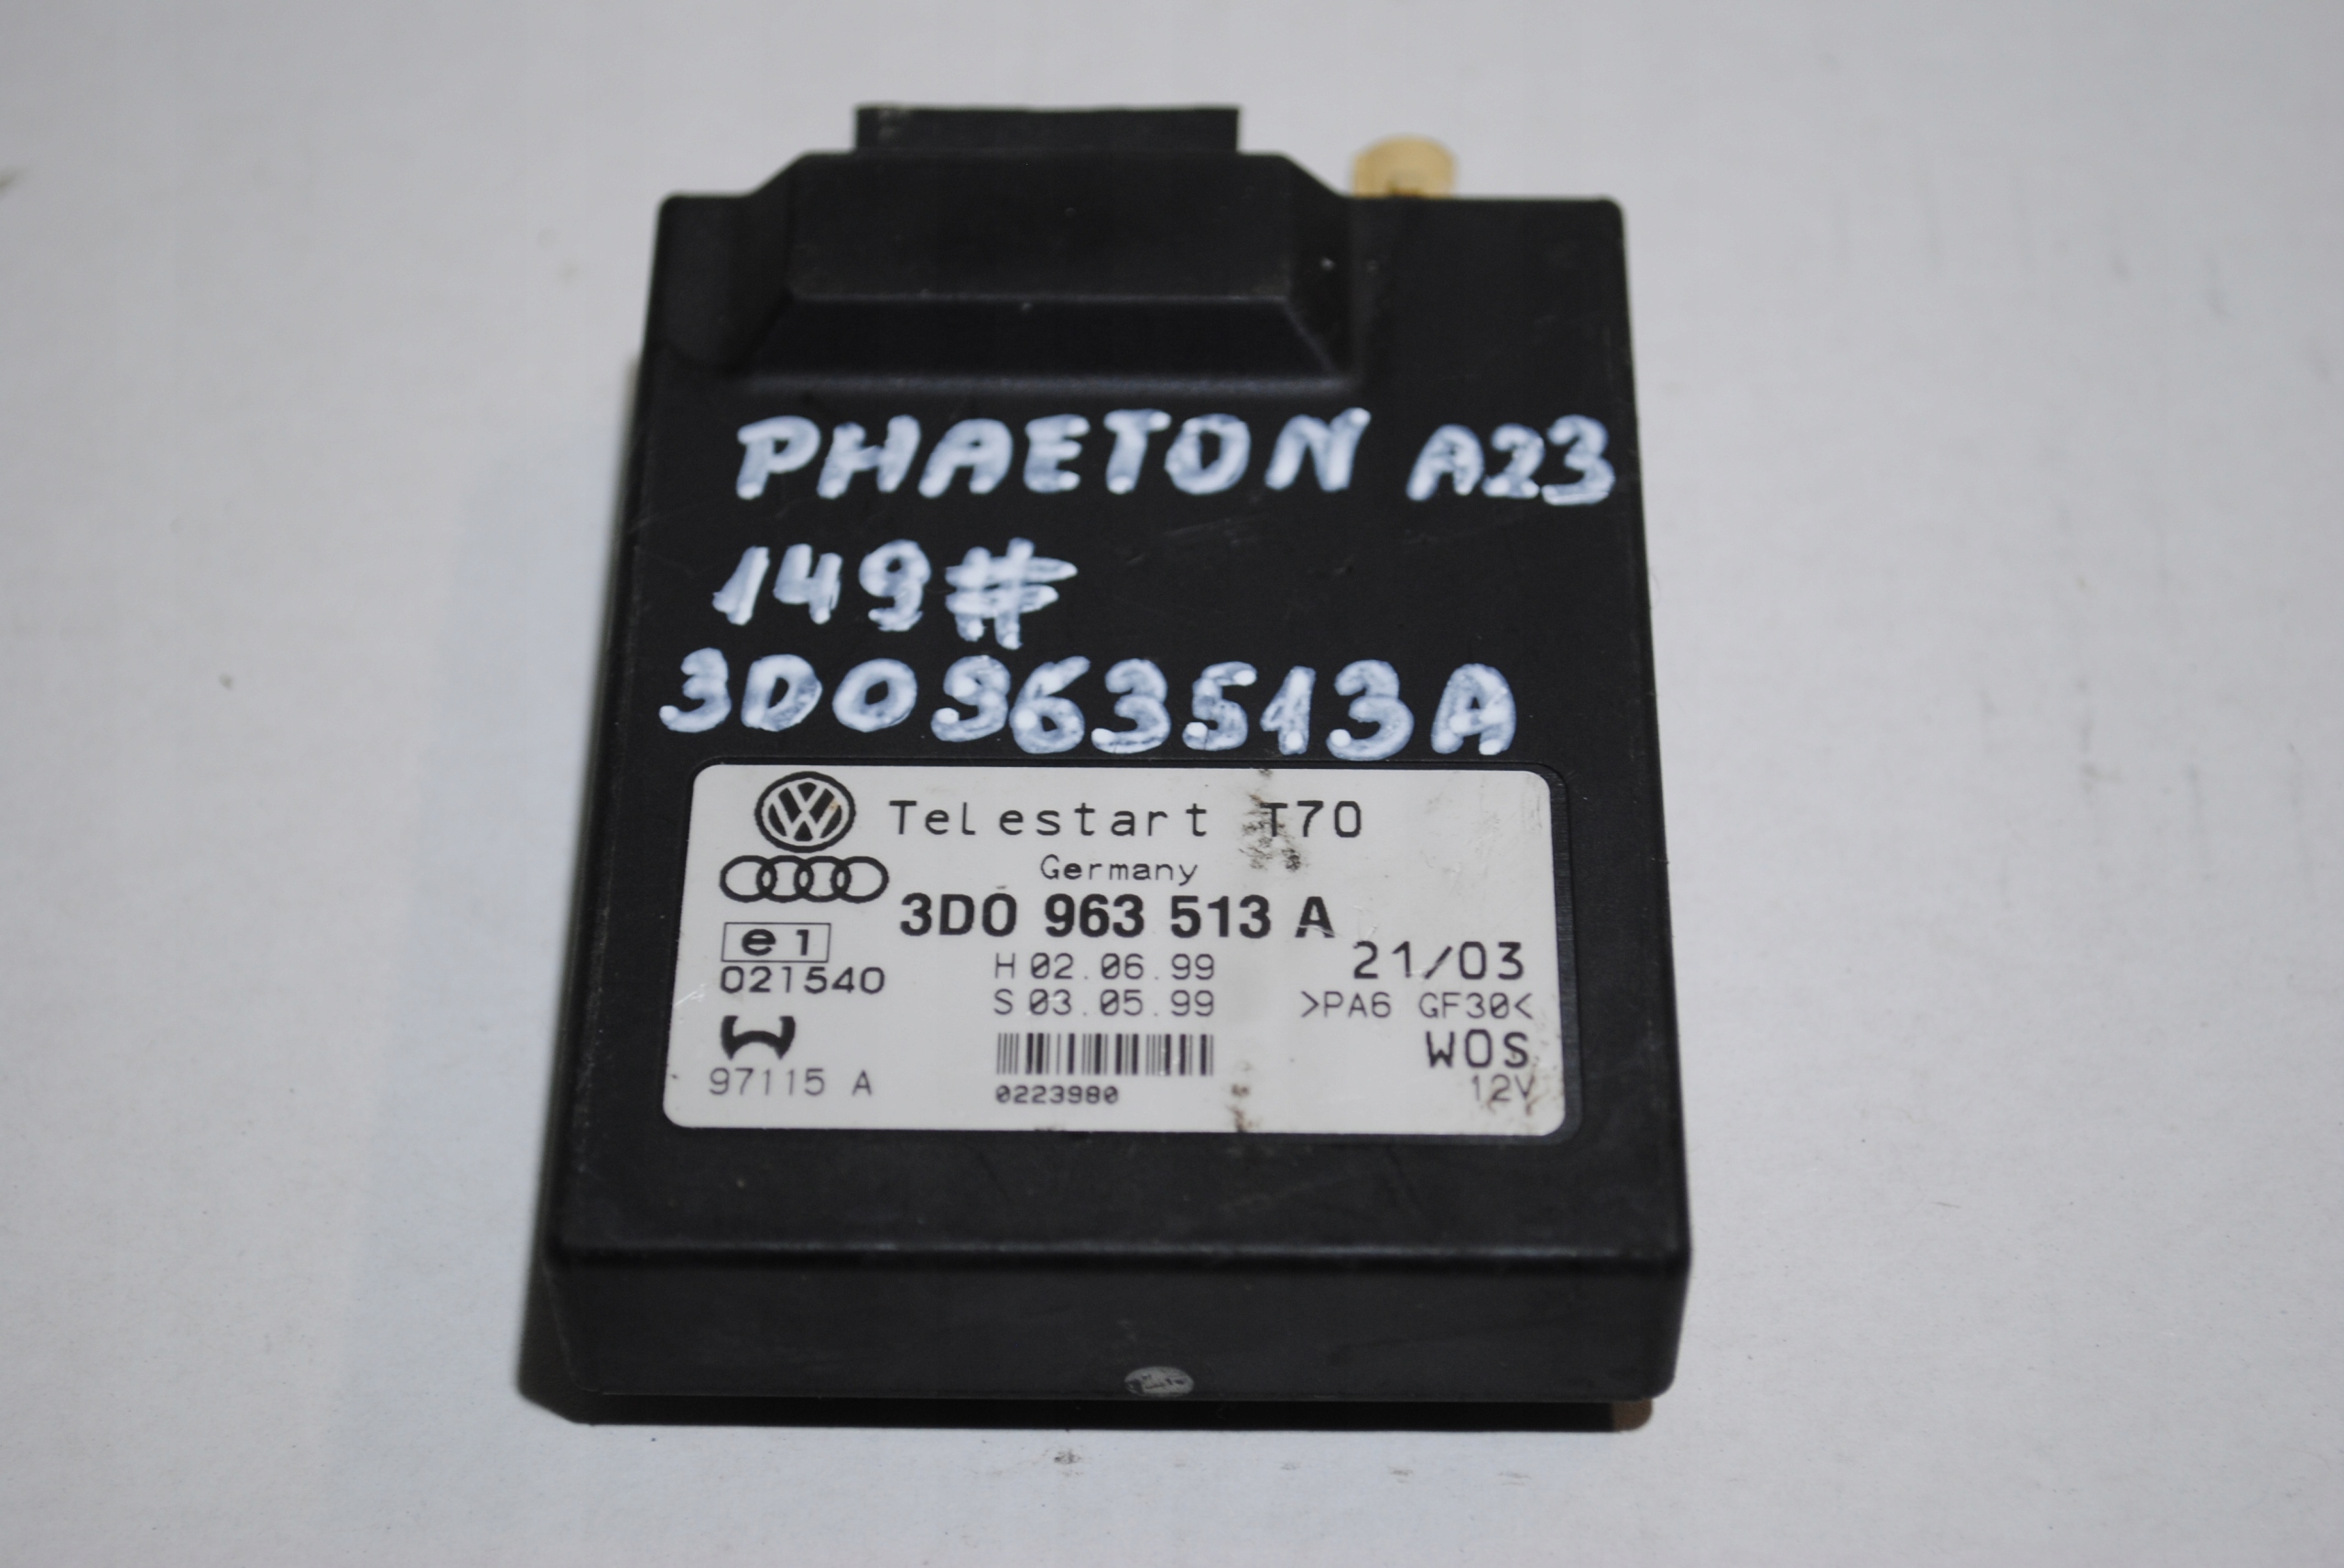 PHAETON A23
149#
3D0963513A
Telestart T70
Germany
3D0 963 513 A
e1
021540
H 02.06.99
S 03.05.99
21/03
>PA6 GF30<
WOS
12V
97115 A
0223980